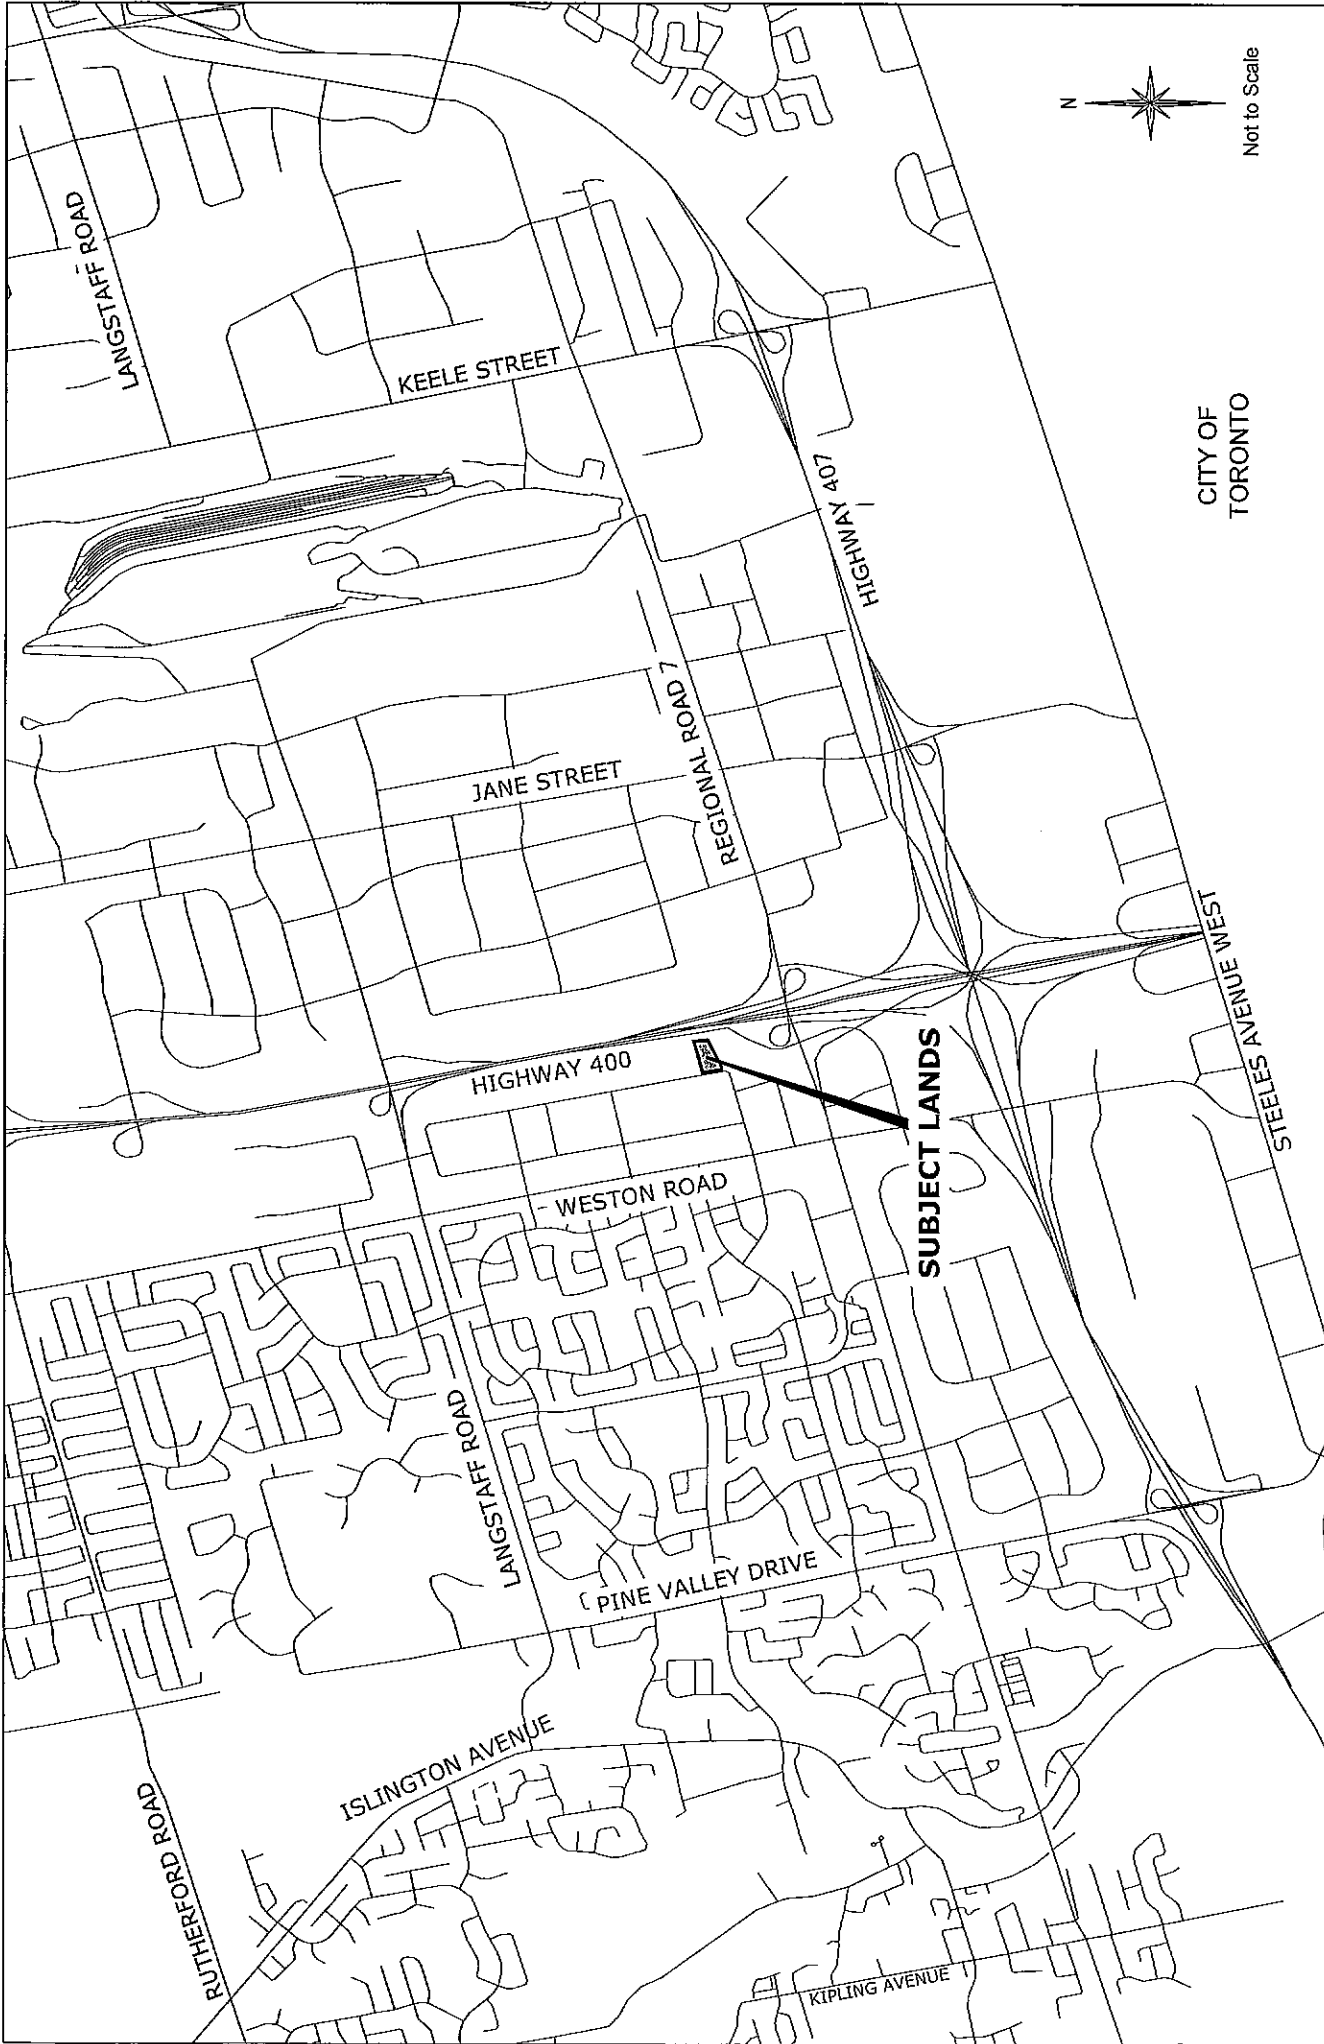 LANGSTAFF ROAD
KEELE STREET
HIGHWAY 407
N
Not to Scale
CITY OF
TORONTO
JANE STREET
REGIONAL ROAD 7
HIGHWAY 400
SUBJECT LANDS
STEELES AVENUE WEST
WESTON ROAD
LANGSTAFF ROAD
PINE VALLEY DRIVE
ISLINGTON AVENUE
RUTHERFORD ROAD
KIPLING AVENUE